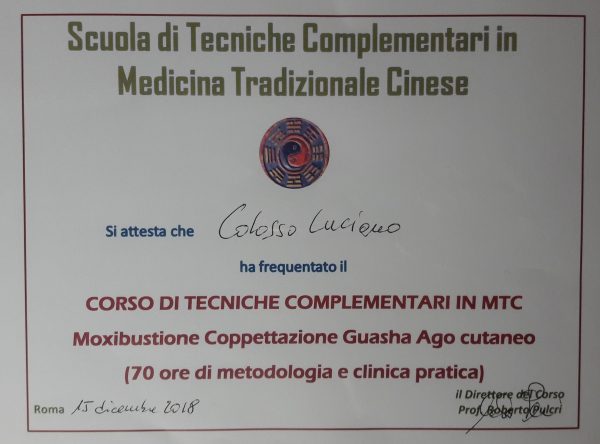 Scuola di Tecniche Complementari in
Medicina Tradizionale Cinese
Si attesta che Colosso Luciano
ha frequentato il
CORSO DI TECNICHE COMPLEMENTARI IN MTC
Moxibustione Coppettazione Guasha Ago cutaneo
(70 ore di metodologia e clinica pratica)
il Direttore del Corso
Roma 15 dicembre 2018 Prof. Roberto Pulcri